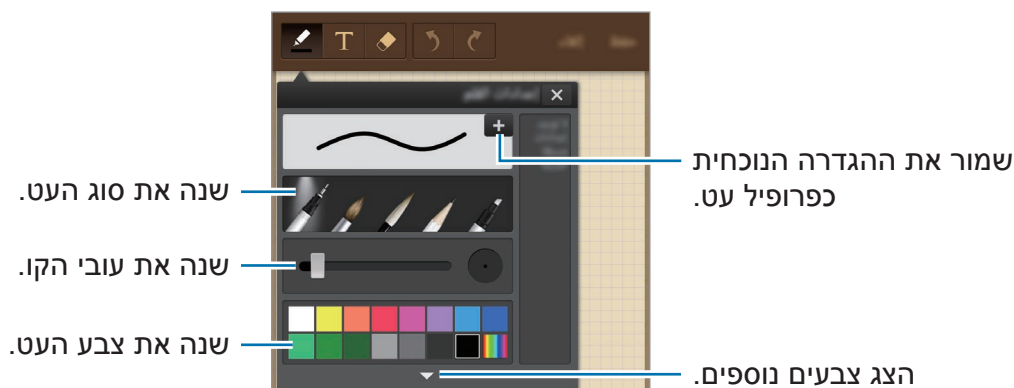 T
שמור את ההגדרה הנוכחית
כפרופיל עט.
שנה את סוג העט.
שנה את עובי הקו.
שנה את צבע העט.
הצג צבעים נוספים.